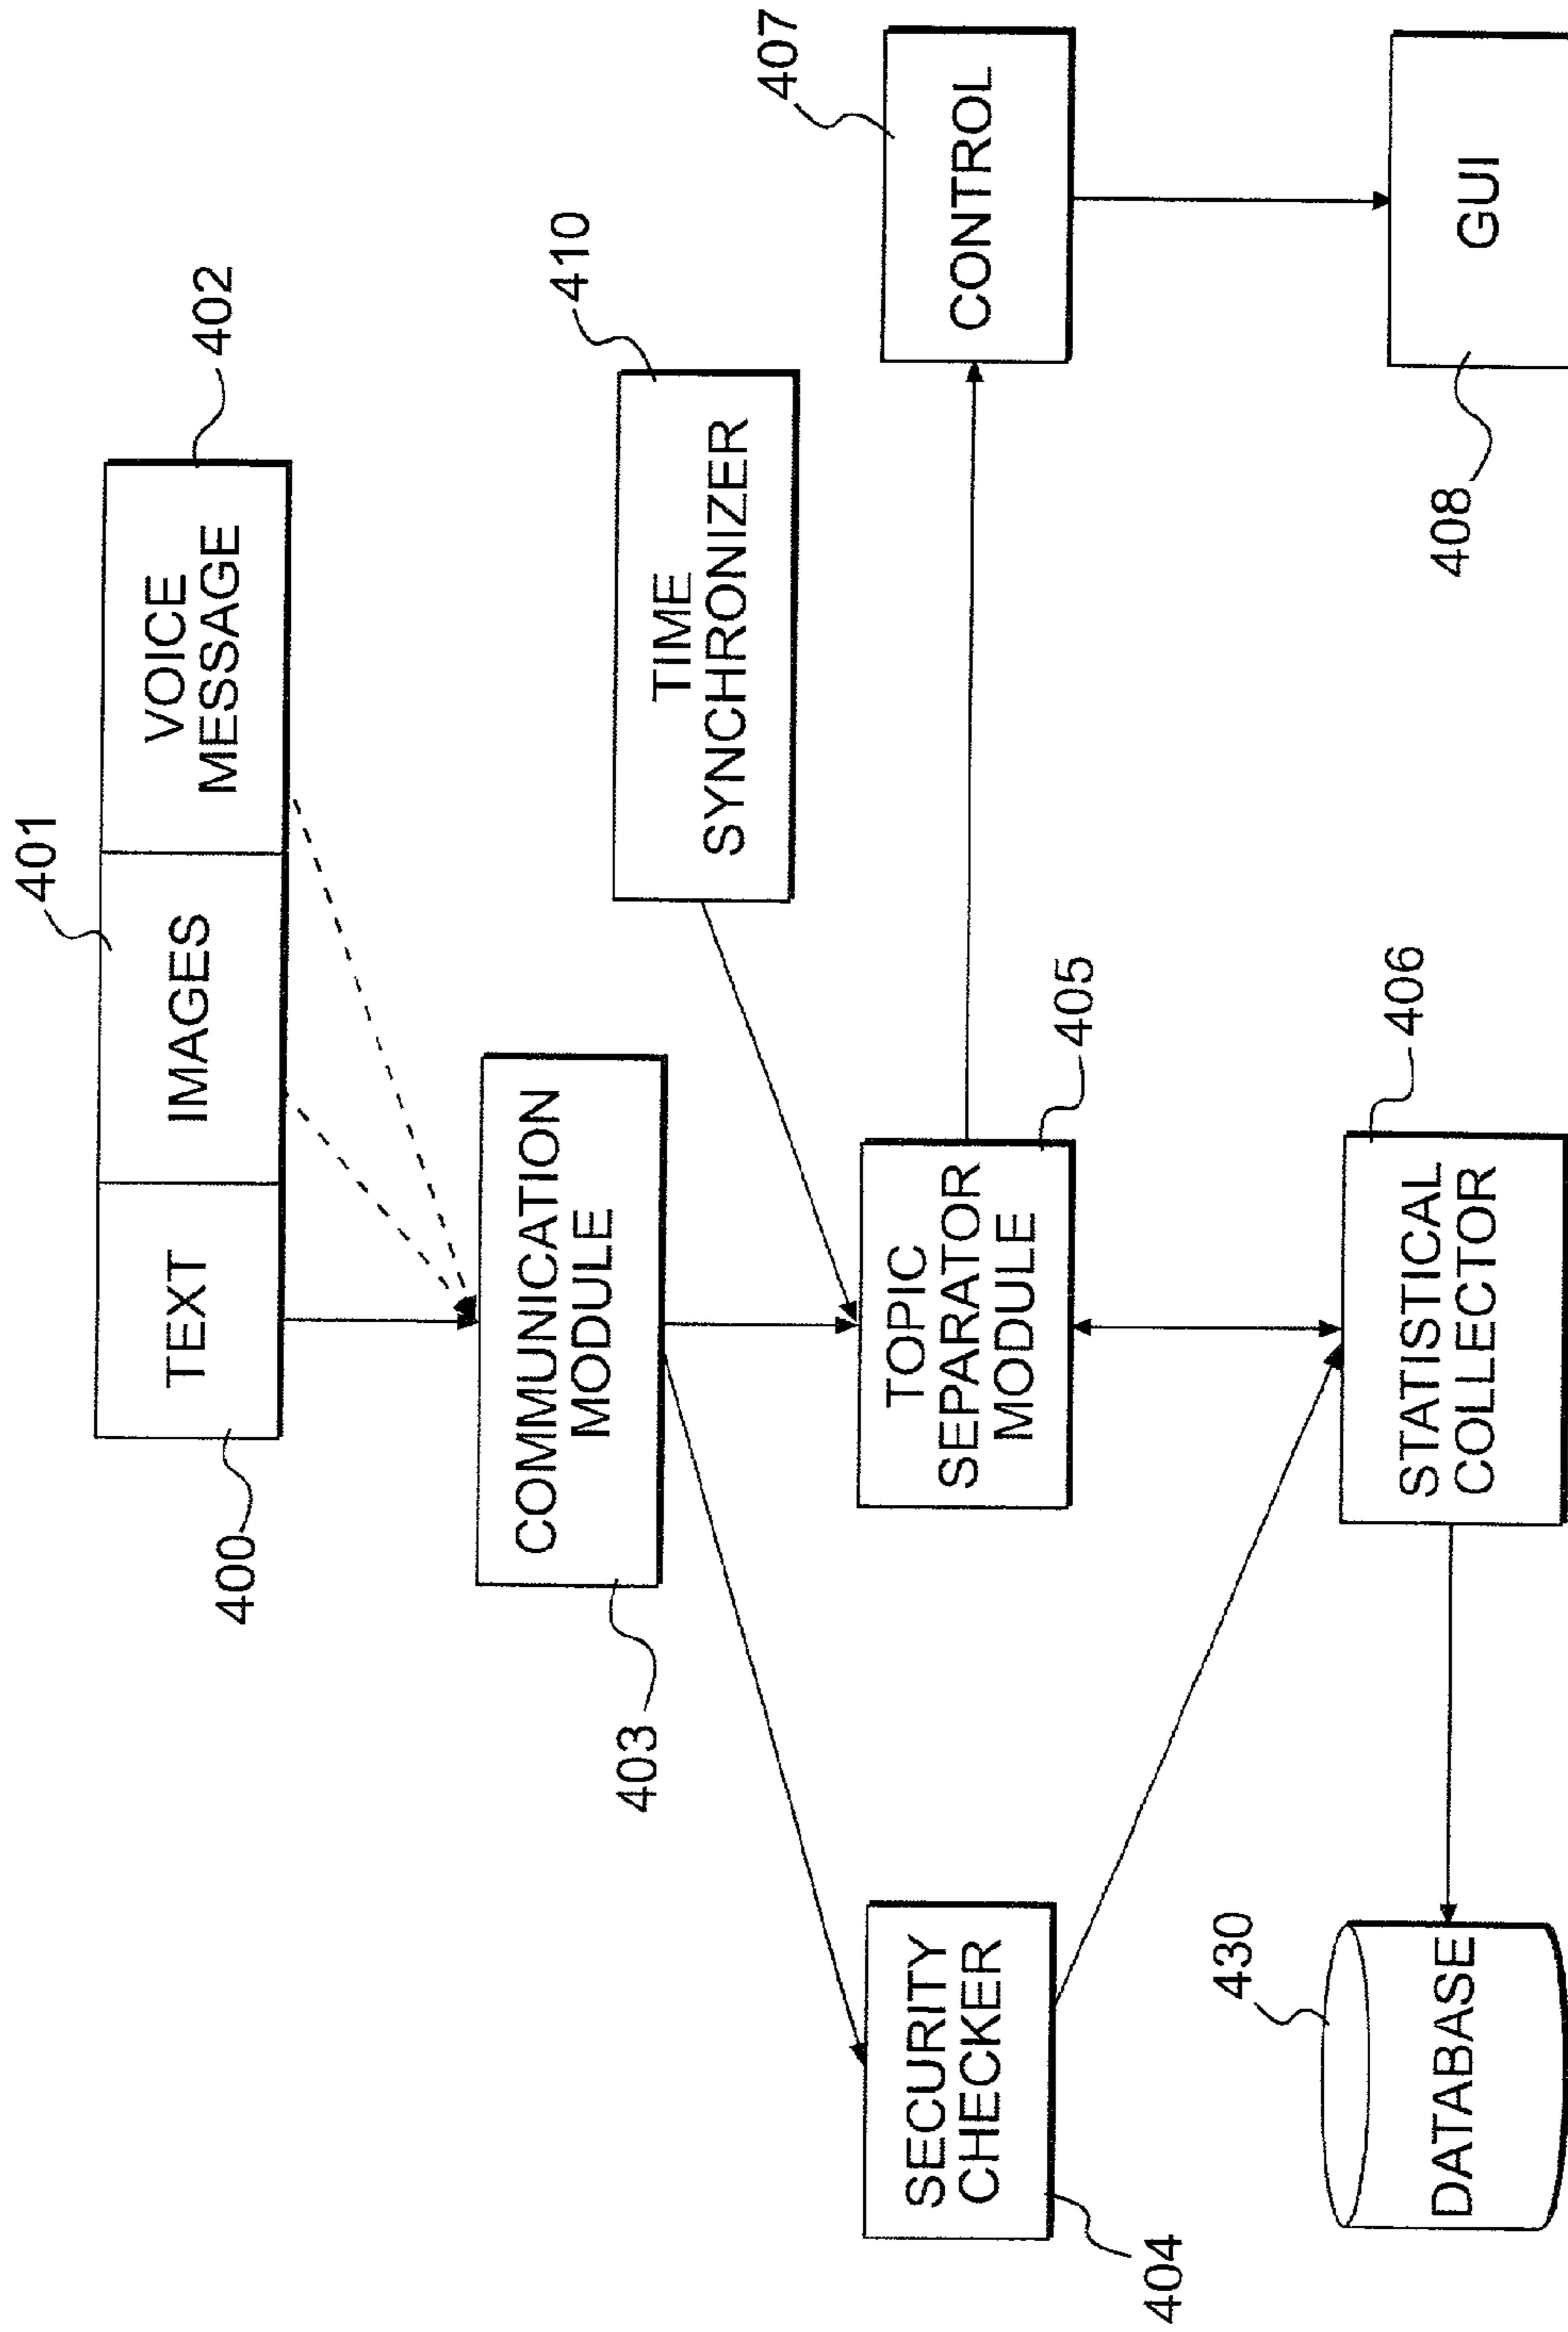 401
402
TEXT
IMAGES
VOICE
MESSAGE
400
410
COMMUNICATION
MODULE
TIME
SYNCHRONIZER
403
407
SECURITY
CHECKER
TOPIC
SEPARATOR
MODULE
CONTROL
404
405
430
406
408
DATABASE
STATISTICAL
COLLECTOR
GUI